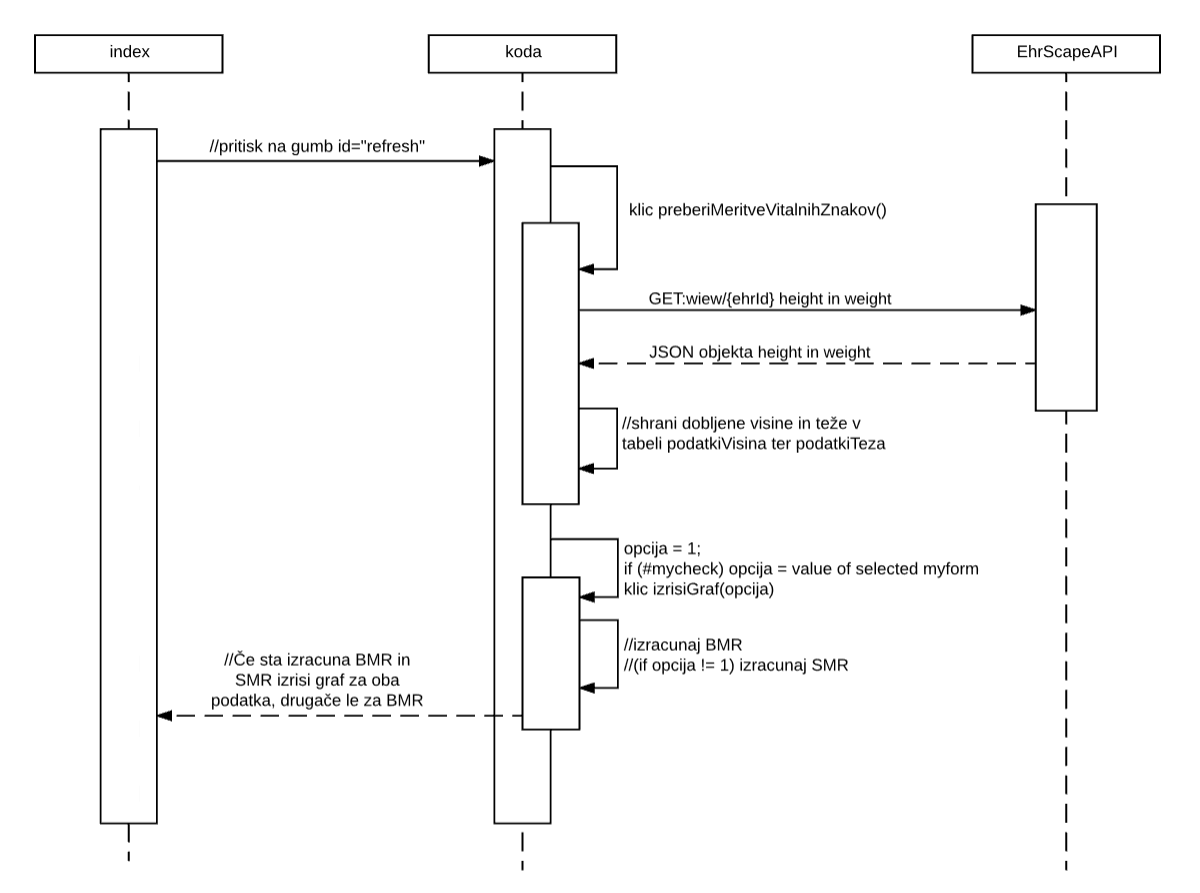 index
koda
EhrScapeAPI
//pritisk na gumb id="refresh"
klic preberiMeritveVitalnihZnakov()
GET:wiew/{ehrId} height in weight
JSON objekta height in weight
//shrani dobljene visine in teže v
tabeli podatkiVisina ter podatkiTeza
opcija = 1;
if (#mycheck) opcija = value of selected myform
klic izrisiGraf(opcija)
//izracunaj BMR
//(if opcija != 1) izracunaj SMR
//Če sta izracuna BMR in
SMR izrisi graf za oba
podatka, drugače le za BMR